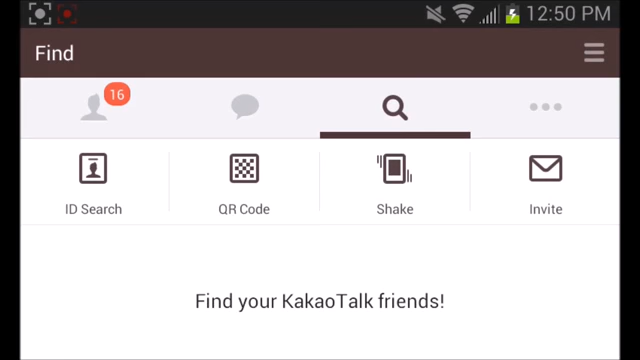 12:50 PM
Find
16
ID Search
QR Code
Shake
Invite
Find your KakaoTalk friends!